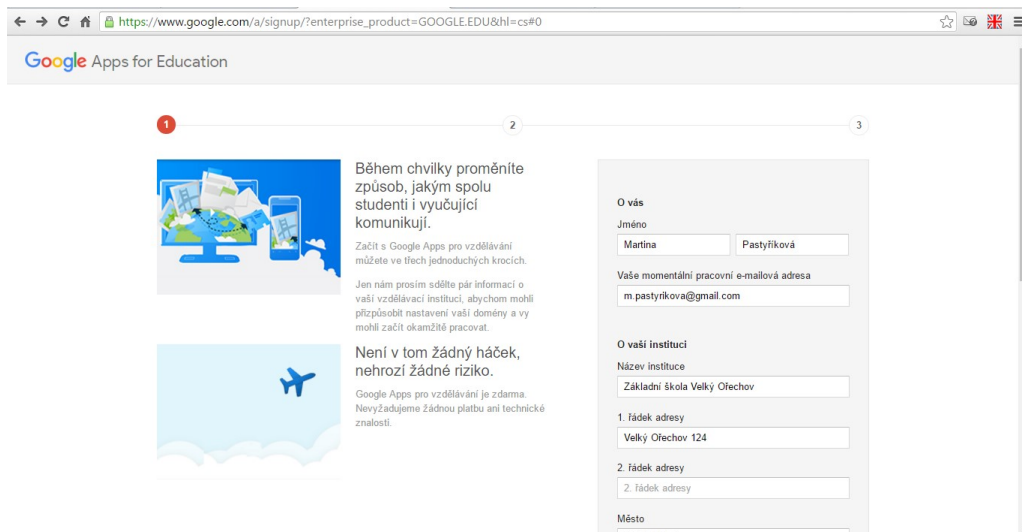 https://www.google.com/a/signup/?enterprise_product=GOOGLE.EDU&hl=cs#0
Google Apps for Education
1
2
3
Během chvilky proměníte
způsob, jakým spolu
studenti i vyučující
komunikují.
Začít s Google Apps pro vzdělávání
můžete ve třech jednoduchých krocích.
Jen nám prosím sdělte pár informací o
vaší vzdělávací instituci, abychom mohli
přizpůsobit nastavení vaší domény a vy
mohli začít okamžitě pracovat.
Není v tom žádný háček,
nehrozí žádné riziko.
Google Apps pro vzdělávání je zdarma.
Nevyžadujeme žádnou platbu ani technické
znalosti.
O vás
Jméno
Martina Pastyříková
Vaše momentální pracovní e-mailová adresa
m.pastyrikova@gmail.com
O vaší instituci
Název instituce
Základní škola Velký Ořechov
1. řádek adresy
Velký Ořechov 124
2. řádek adresy
2. řádek adresy
Město